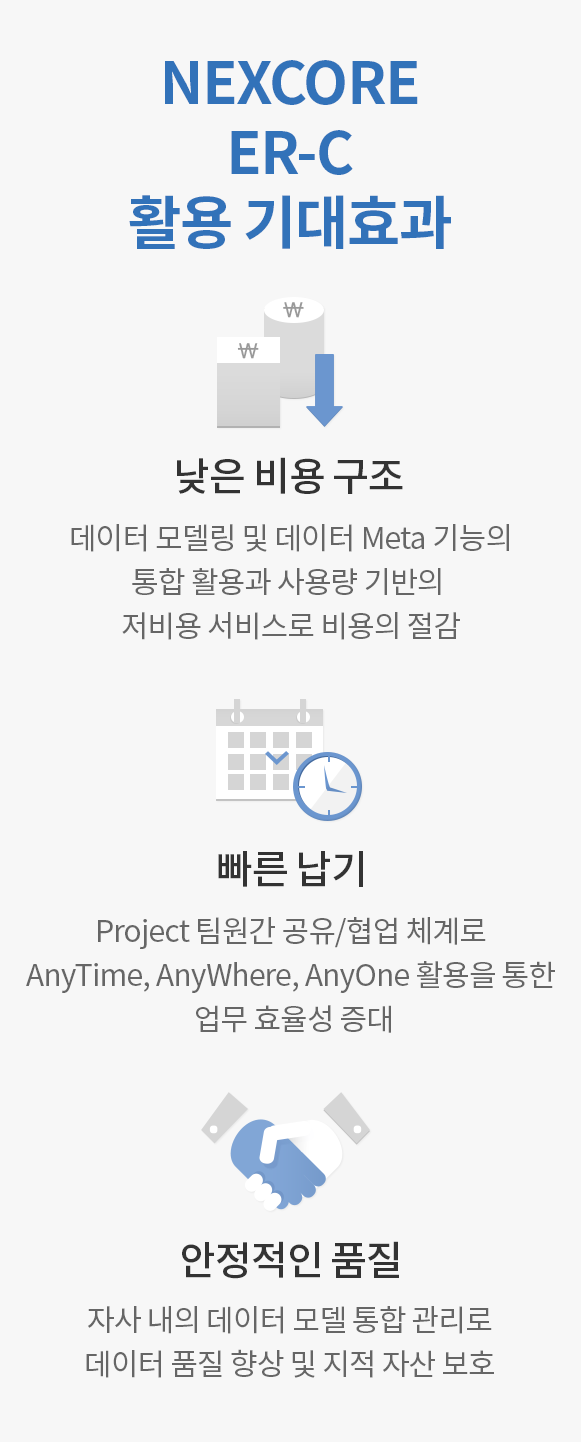 NEXCORE
ER-C
활용 기대효과
₩
₩
낮은 비용 구조
데이터 모델링 및 데이터 Meta 기능의
통합 활용과 사용량 기반의
저비용 서비스로 비용의 절감
빠른 납기
Project 팀원간 공유/협업 체계로
AnyTime, AnyWhere, AnyOne 활용을 통한
업무 효율성 증대
안정적인 품질
자사 내의 데이터 모델 통합 관리로
데이터 품질 향상 및 지적 자산 보호